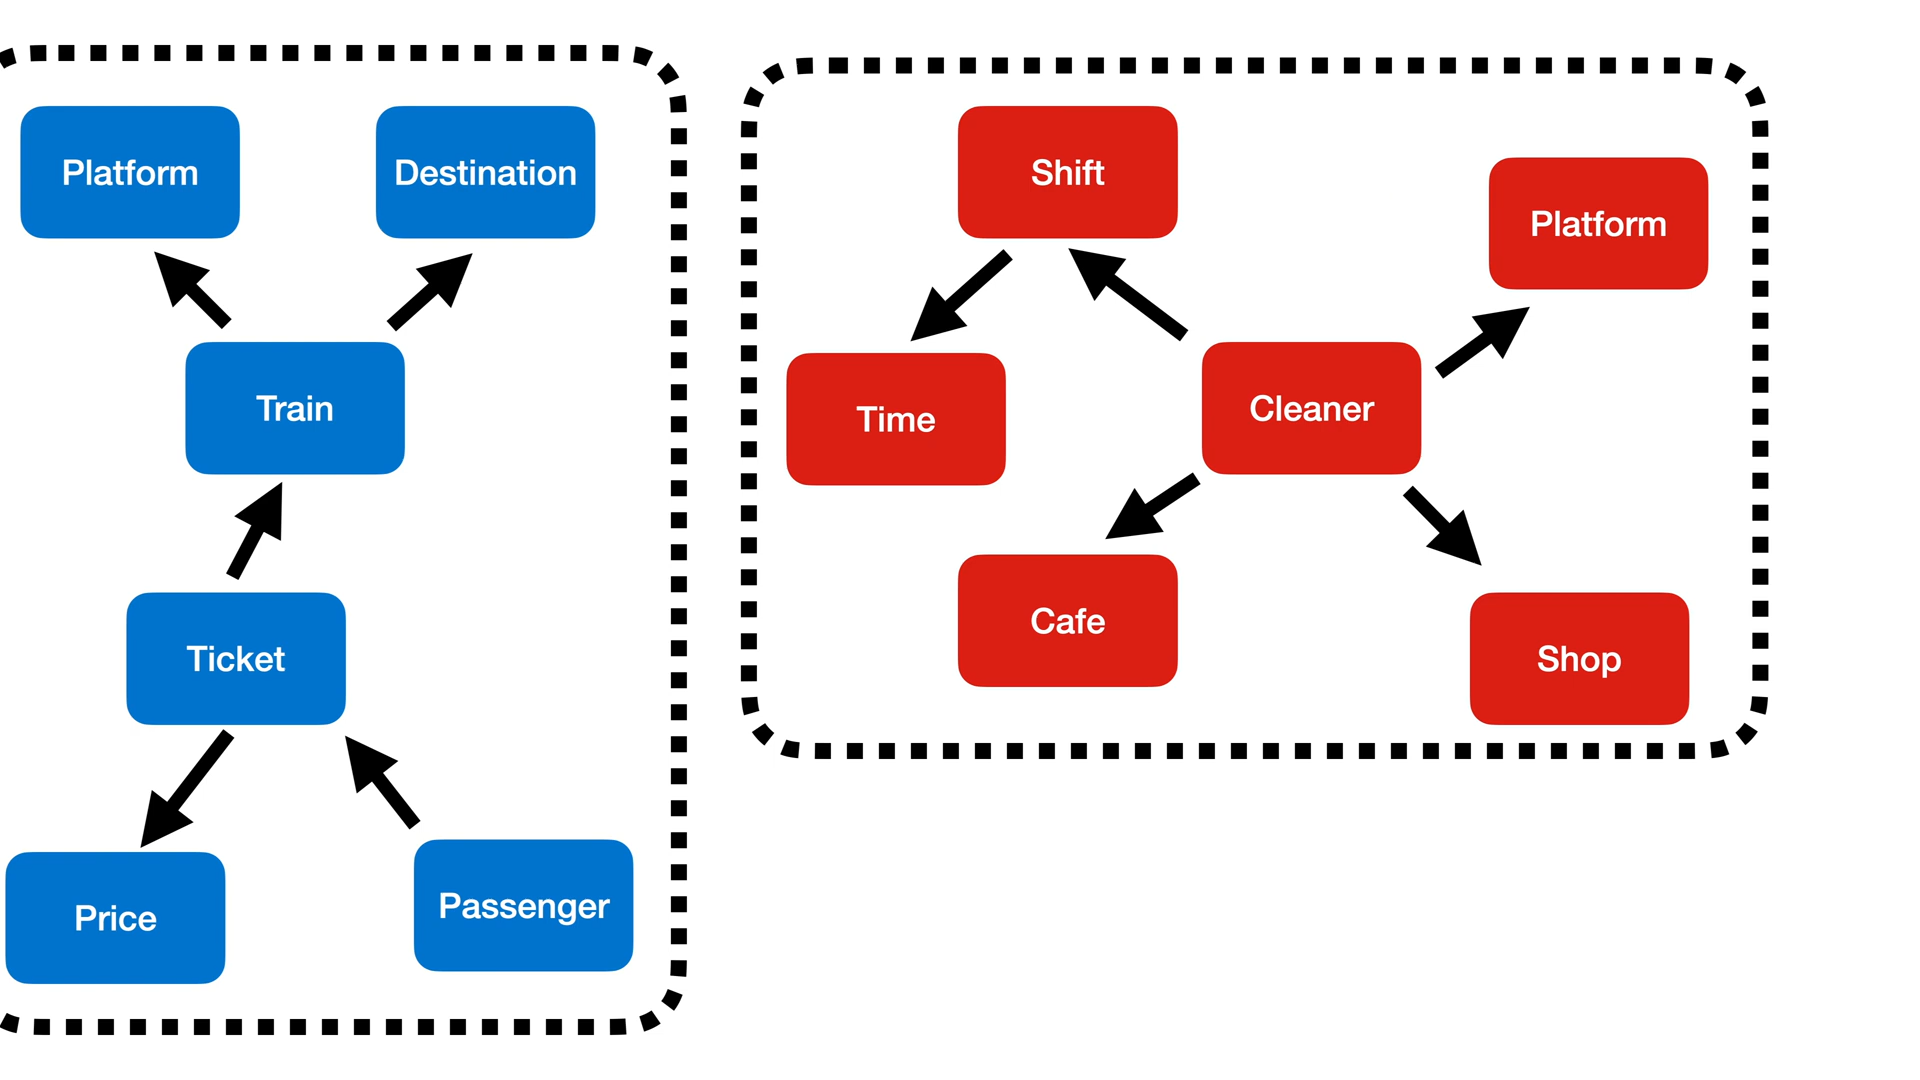 Platform
Destination
Train
Ticket
Price
Passenger
Shift
Platform
Time
Cleaner
Cafe
Shop